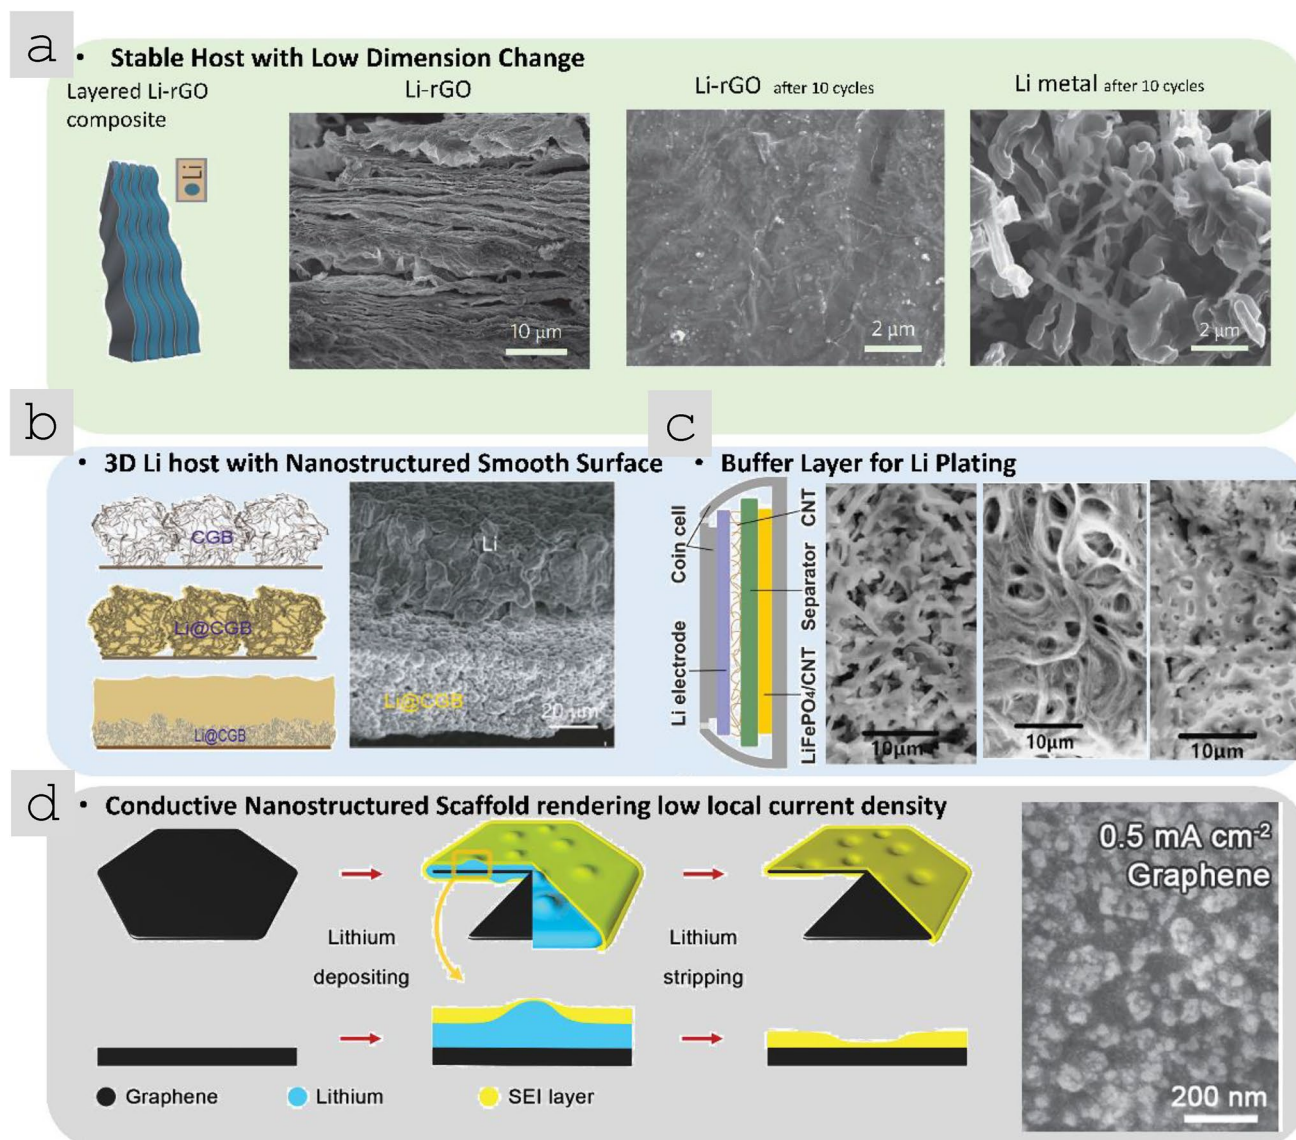 a
• Stable Host with Low Dimension Change
Layered Li-rGO
composite
Li
Li-rGO
10 µm
Li-rGO after 10 cycles
2 µm
Li metal after 10 cycles
2 µm
b
• 3D Li host with Nanostructured Smooth Surface
CGB
Li@CGB
Li@CGB
Li
Li@CGB
20 µm
c
• Buffer Layer for Li Plating
Coin cell
CNT
Li electrode
Separator
LiFePO4/CNT
10µm
10µm
10µm
d
• Conductive Nanostructured Scaffold rendering low local current density
Lithium
depositing
Lithium
stripping
Graphene
Lithium
SEI layer
0.5 mA cm-2
Graphene
200 nm